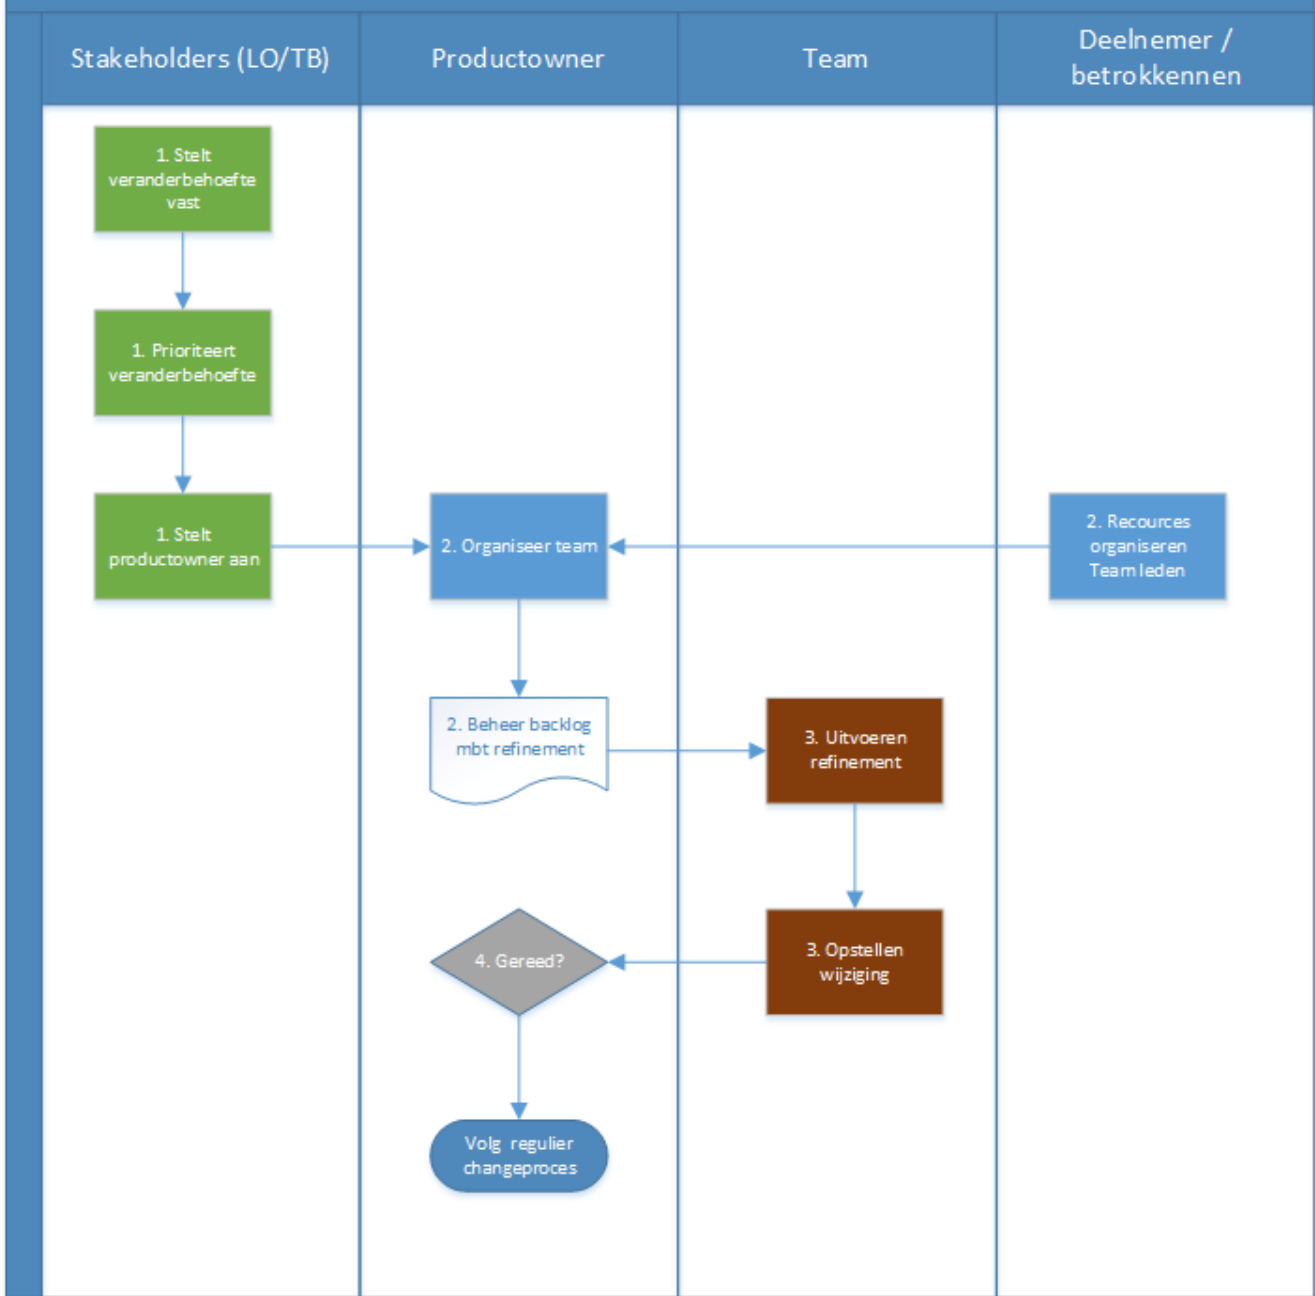 Stakeholders (LO/TB)
Productowner
Team
Deelnemer /
betrokkennen
1. Stelt
veranderbehoefte
vast
1. Prioriteert
veranderbehoefte
1. Stelt
productowner aan
2. Organiseer team
2. Recources
organiseren
Team leden
2. Beheer backlog
mbt refinement
3. Uitvoeren
refinement
4. Gereed?
3. Opstellen
wijziging
Volg regulier
changeproces